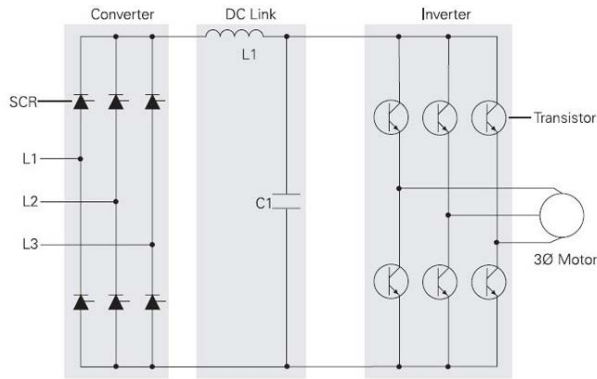 Converter
DC Link
Inverter
L1
SCR
Transistor
L1
L2
C1
L3
3Ø Motor